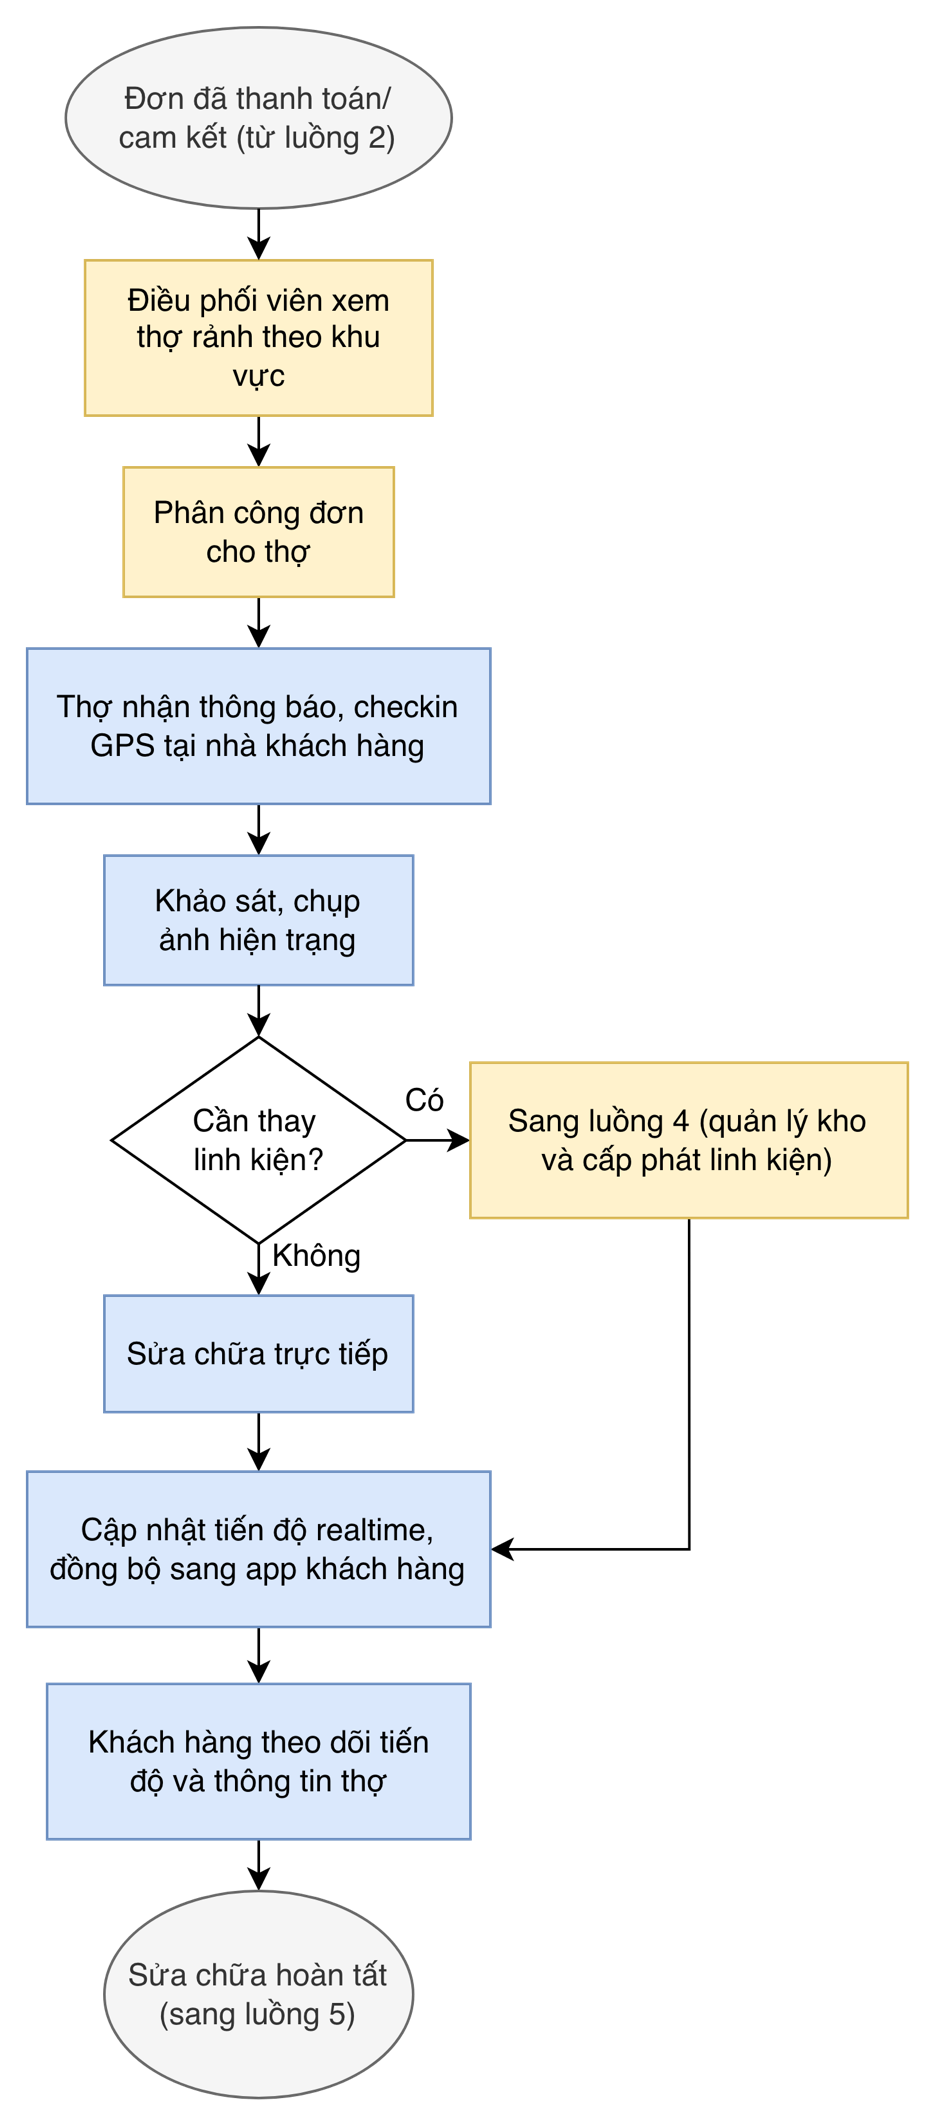 Đơn đã thanh toán/
cam kết (từ luồng 2)
Điều phối viên xem
thợ rảnh theo khu
vực
Phân công đơn
cho thợ
Thợ nhận thông báo, checkin
GPS tại nhà khách hàng
Khảo sát, chụp
ảnh hiện trạng
Cần thay
linh kiện?
Có
Sang luồng 4 (quản lý kho
và cấp phát linh kiện)
Không
Sửa chữa trực tiếp
Cập nhật tiến độ realtime,
đồng bộ sang app khách hàng
Khách hàng theo dõi tiến
độ và thông tin thợ
Sửa chữa hoàn tất
(sang luồng 5)